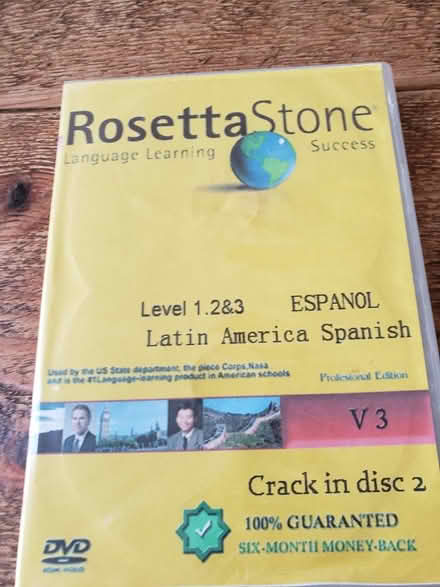 RosettaStone
Language Learning Success
Level 1.2&3 ESPANOL
Latin America Spanish
Used by the US State department, the piece Corps,Nasa
and is the #1Language-learning product in American schools
Profesional Edition
V 3
Crack in disc 2
100% GUARANTED
SIX-MONTH MONEY-BACK
DVD